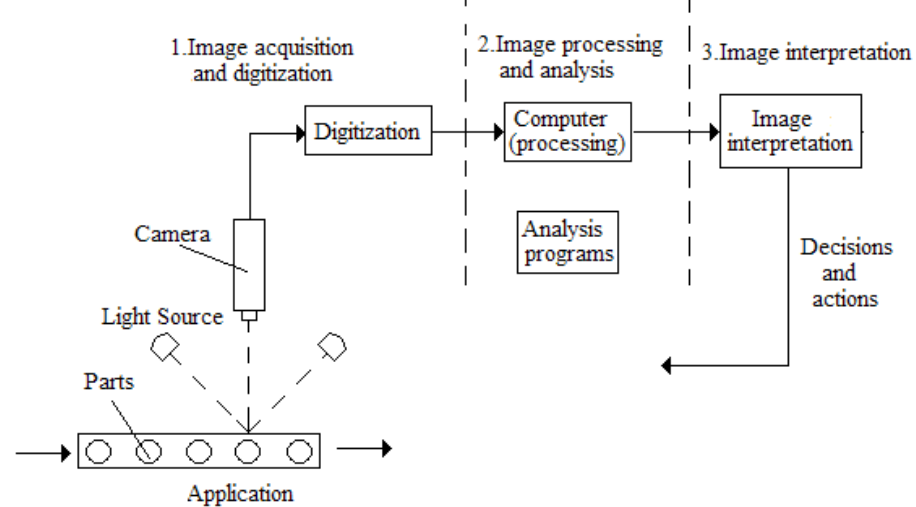 1.Image acquisition
and digitization
2.Image processing
and analysis
3.Image interpretation
Digitization
Computer
(processing)
Image
interpretation
Analysis
programs
Camera
Decisions
and
actions
Light Source
Parts
Application